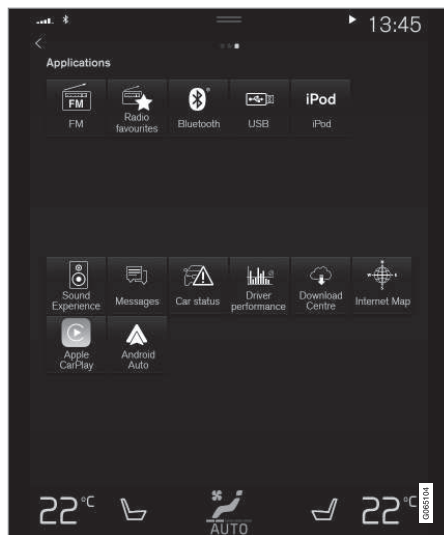 13:45
Applications
FM
iPod
FM
Radio
favourites
Bluetooth
USB
iPod
Sound
Experience
Messages
Car status
Driver
performance
Download
Centre
Internet Map
Apple
CarPlay
Android
Auto
22°C
AUTO
22°C
G065104